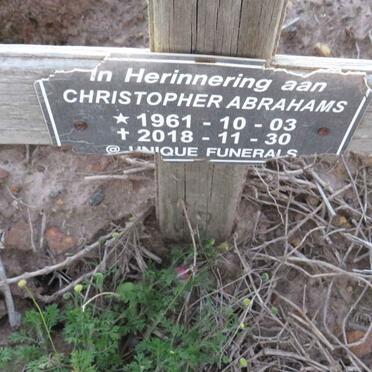 In Herinnering aan
CHRISTOPHER ABRAHAMS
★ 1961 - 10 - 03
✝ 2018 - 11 - 30
@ UNIQUE FUNERALS